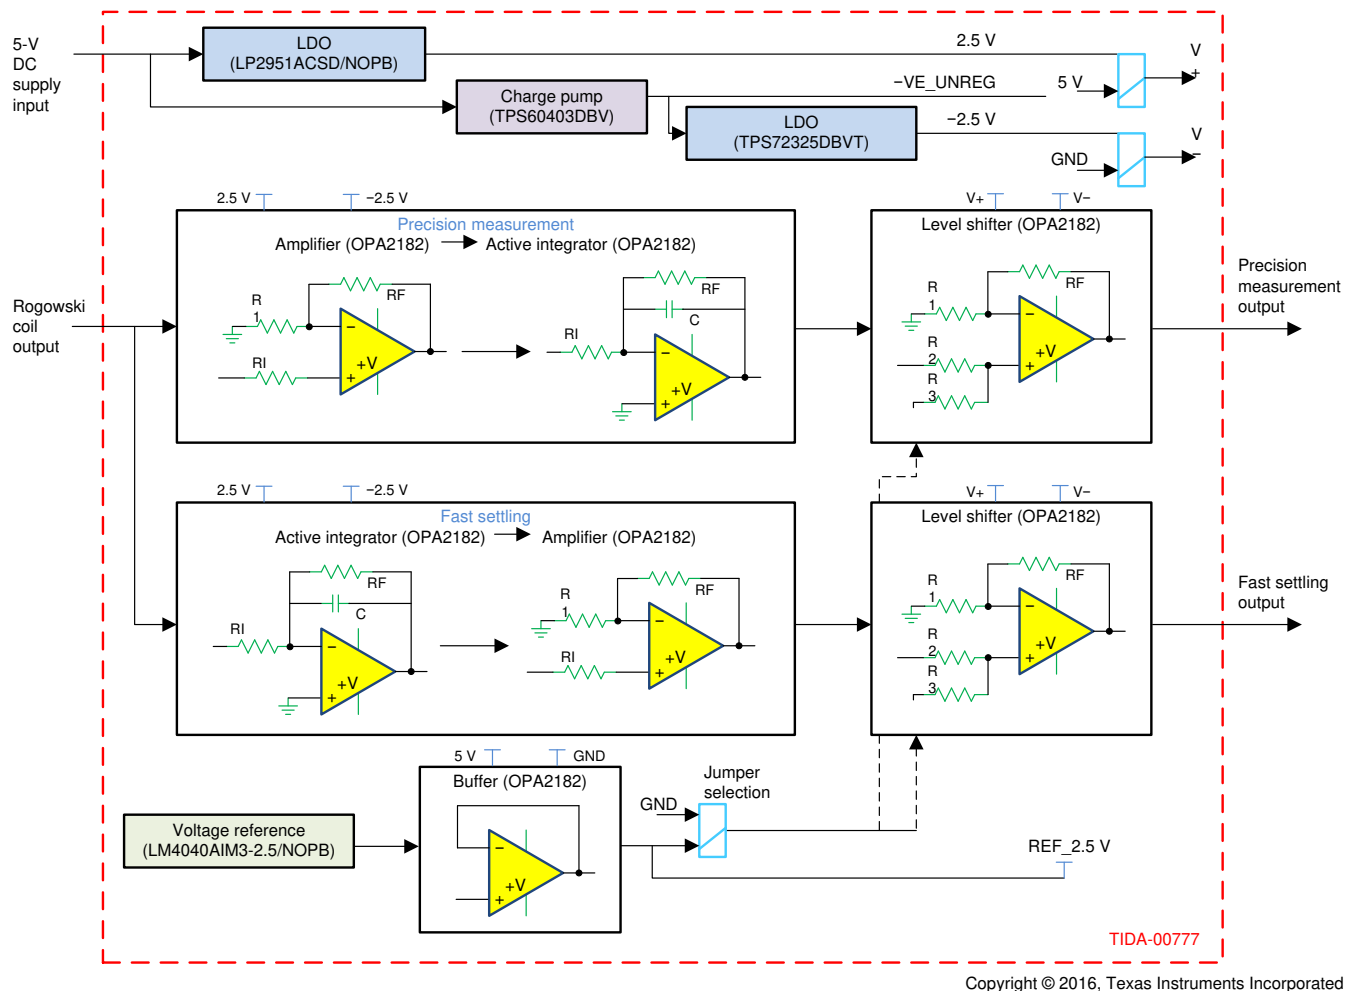 5-V
DC
supply
input
LDO
(LP2951ACSD/NOPB)
2.5 V
V
+
5 V
−VE_UNREG
Charge pump
(TPS60403DBV)
LDO
(TPS72325DBVT)
−2.5 V
V
−
GND
2.5 V
−2.5 V
Precision measurement
Amplifier (OPA2182)
Active integrator (OPA2182)
R
1
RF
RI
−
+V
+
RF
C
RI
−
+V
+
V+
V−
Level shifter (OPA2182)
R
1
RF
R
2
R
3
−
+V
+
Rogowski
coil
output
Precision
measurement
output
2.5 V
−2.5 V
Fast settling
Active integrator (OPA2182)
Amplifier (OPA2182)
RF
C
RI
−
+V
+
R
1
RF
RI
−
+V
+
V+
V−
Level shifter (OPA2182)
R
1
RF
R
2
R
3
−
+V
+
Fast settling
output
5 V
GND
Buffer (OPA2182)
−
+V
+
Voltage reference
(LM4040AIM3-2.5/NOPB)
Jumper
selection
GND
REF_2.5 V
TIDA-00777
Copyright © 2016, Texas Instruments Incorporated